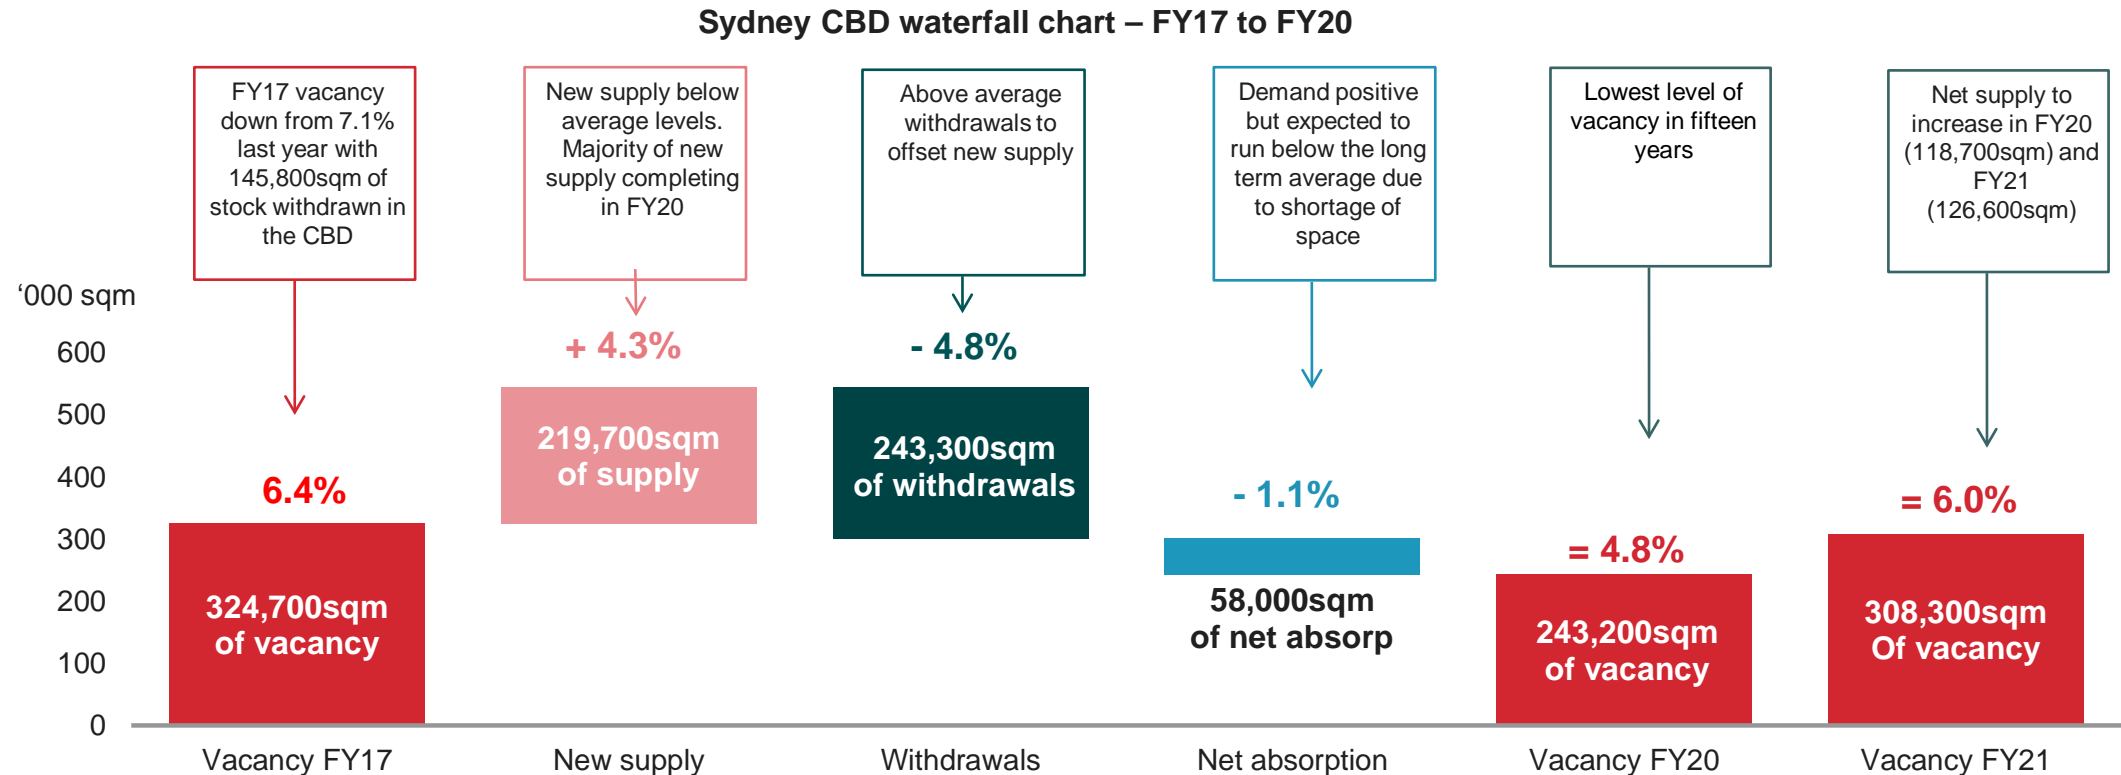 Sydney CBD waterfall chart – FY17 to FY20
FY17 vacancy
down from 7.1%
last year with
145,800sqm of
stock withdrawn in
the CBD
New supply below
average levels.
Majority of new
supply completing
in FY20
Above average
withdrawals to
offset new supply
Demand positive
but expected to
run below the long
term average due
to shortage of
space
Lowest level of
vacancy in fifteen
years
Net supply to
increase in FY20
(118,700sqm) and
FY21
(126,600sqm)
‘000 sqm
600
500
400
300
200
100
0
6.4%
324,700sqm
of vacancy
+ 4.3%
219,700sqm
of supply
- 4.8%
243,300sqm
of withdrawals
- 1.1%
58,000sqm
of net absorp
= 4.8%
243,200sqm
of vacancy
= 6.0%
308,300sqm
Of vacancy
Vacancy FY17
New supply
Withdrawals
Net absorption
Vacancy FY20
Vacancy FY21